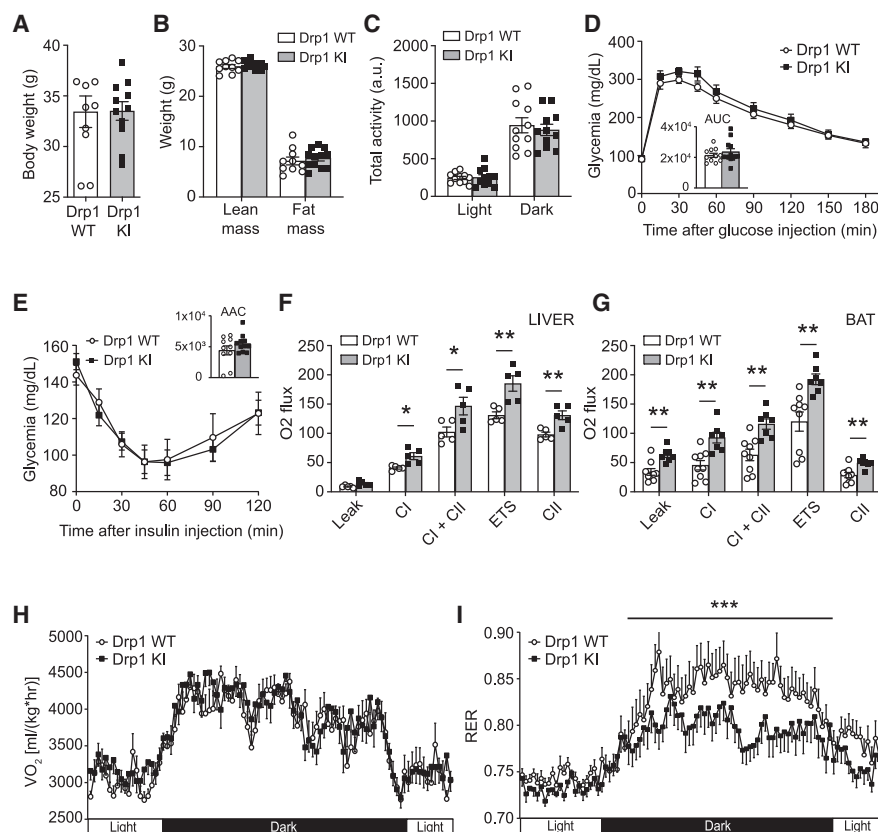 A
Body weight (g)
40
35
30
25
Drp1 WT
Drp1 KI
B
Drp1 WT
Drp1 KI
Weight (g)
30
20
10
0
Lean mass
Fat mass
C
Drp1 WT
Drp1 KI
Total activity (a.u.)
2000
1500
1000
500
0
Light
Dark
D
Drp1 WT
Drp1 KI
Glycemia (mg/dL)
400
300
200
100
0
AUC
4x10⁴
2x10⁴
0
0 30 60 90 120 150 180
Time after glucose injection (min)
E
Drp1 WT
Drp1 KI
Glycemia (mg/dL)
160
140
120
100
80
AAC
1x10⁴
5x10³
0
0 30 60 90 120
Time after insulin injection (min)
F
LIVER
Drp1 WT
Drp1 KI
O2 flux
250
200
150
100
50
0
* * ** **
Leak CI CI + CII ETS CII
G
BAT
Drp1 WT
Drp1 KI
O2 flux
250
200
150
100
50
0
** ** ** ** **
Leak CI CI + CII ETS CII
H
Drp1 WT
Drp1 KI
VO₂ [ml/(kg*hr)]
5000
4500
4000
3500
3000
2500
Light Dark Light
I
***
Drp1 WT
Drp1 KI
RER
0.90
0.85
0.80
0.75
0.70
Light Dark Light